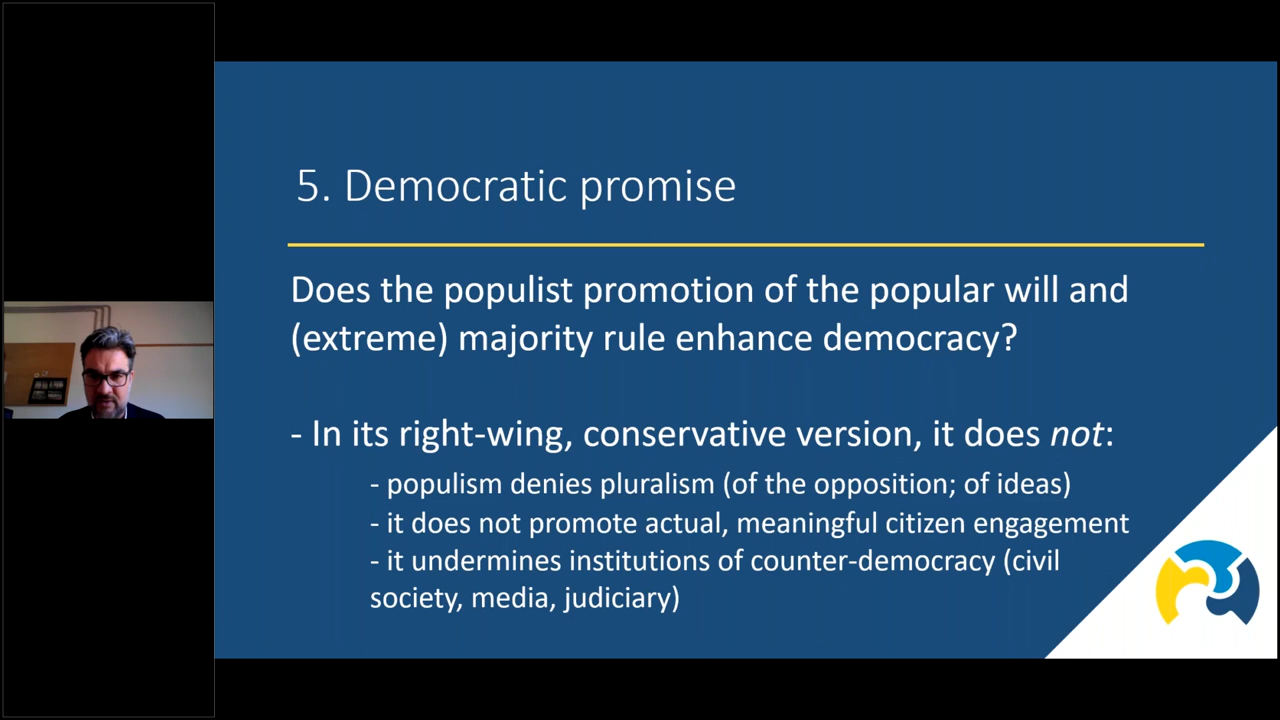 5. Democratic promise
Does the populist promotion of the popular will and
(extreme) majority rule enhance democracy?
- In its right-wing, conservative version, it does not:
- populism denies pluralism (of the opposition; of ideas)
- it does not promote actual, meaningful citizen engagement
- it undermines institutions of counter-democracy (civil
society, media, judiciary)